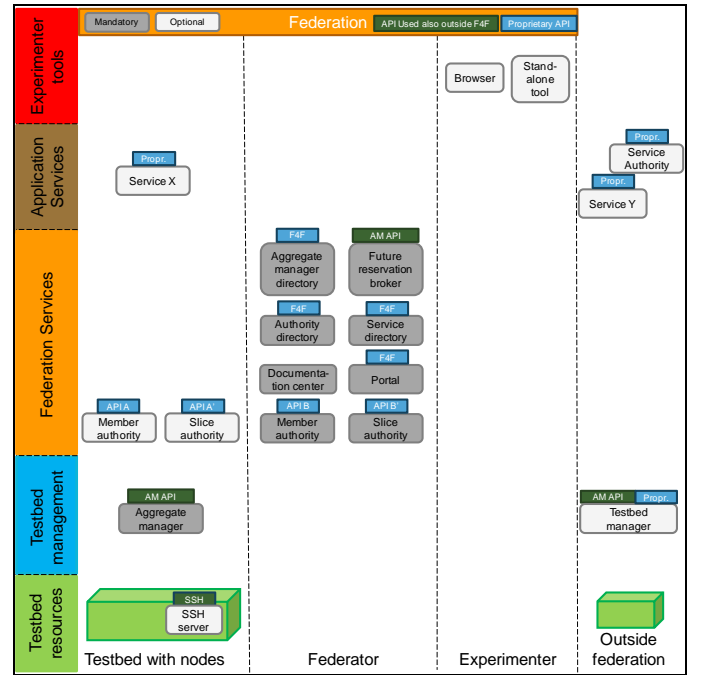 Mandatory
Optional
Federation
API Used also outside F4F
Proprietary API
Experimenter
tools
Browser
Stand-
alone
tool
Application
Services
Propr.
Service X
Propr.
Service
Authority
Propr.
Service Y
Federation Services
F4F
Aggregate
manager
directory
AM API
Future
reservation
broker
F4F
Authority
directory
F4F
Service
directory
Documenta-
tion center
F4F
Portal
API A
Member
authority
API A'
Slice
authority
API B
Member
authority
API B'
Slice
authority
Testbed
management
AM API
Aggregate
manager
AM API
Propr.
Testbed
manager
Testbed
resources
SSH
SSH
server
Testbed with nodes
Federator
Experimenter
Outside
federation